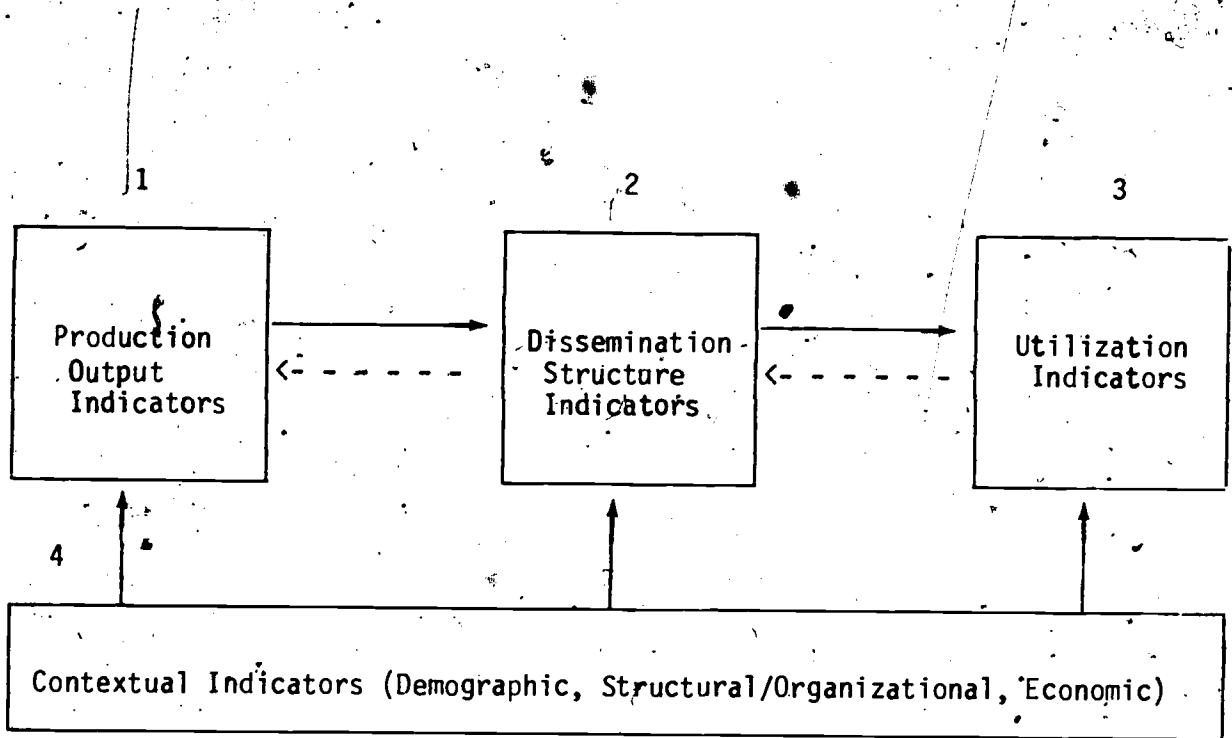 1
2
3
Production
Output
Indicators
Dissemination
Structure
Indicators
Utilization
Indicators
4
Contextual Indicators (Demographic, Structural/Organizational, Economic)